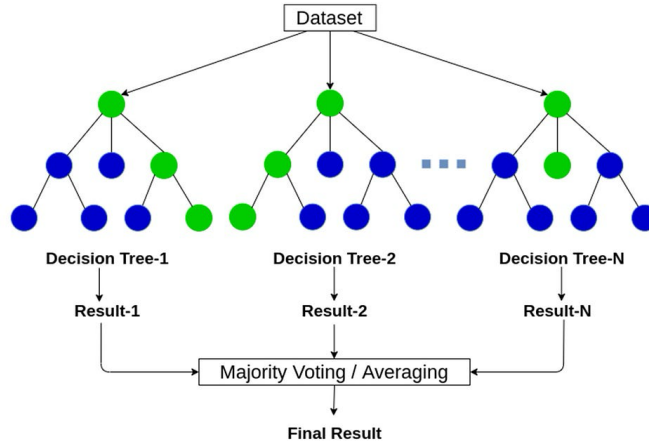 Dataset
Decision Tree-1
Decision Tree-2
Decision Tree-N
Result-1
Result-2
Result-N
Majority Voting / Averaging
Final Result